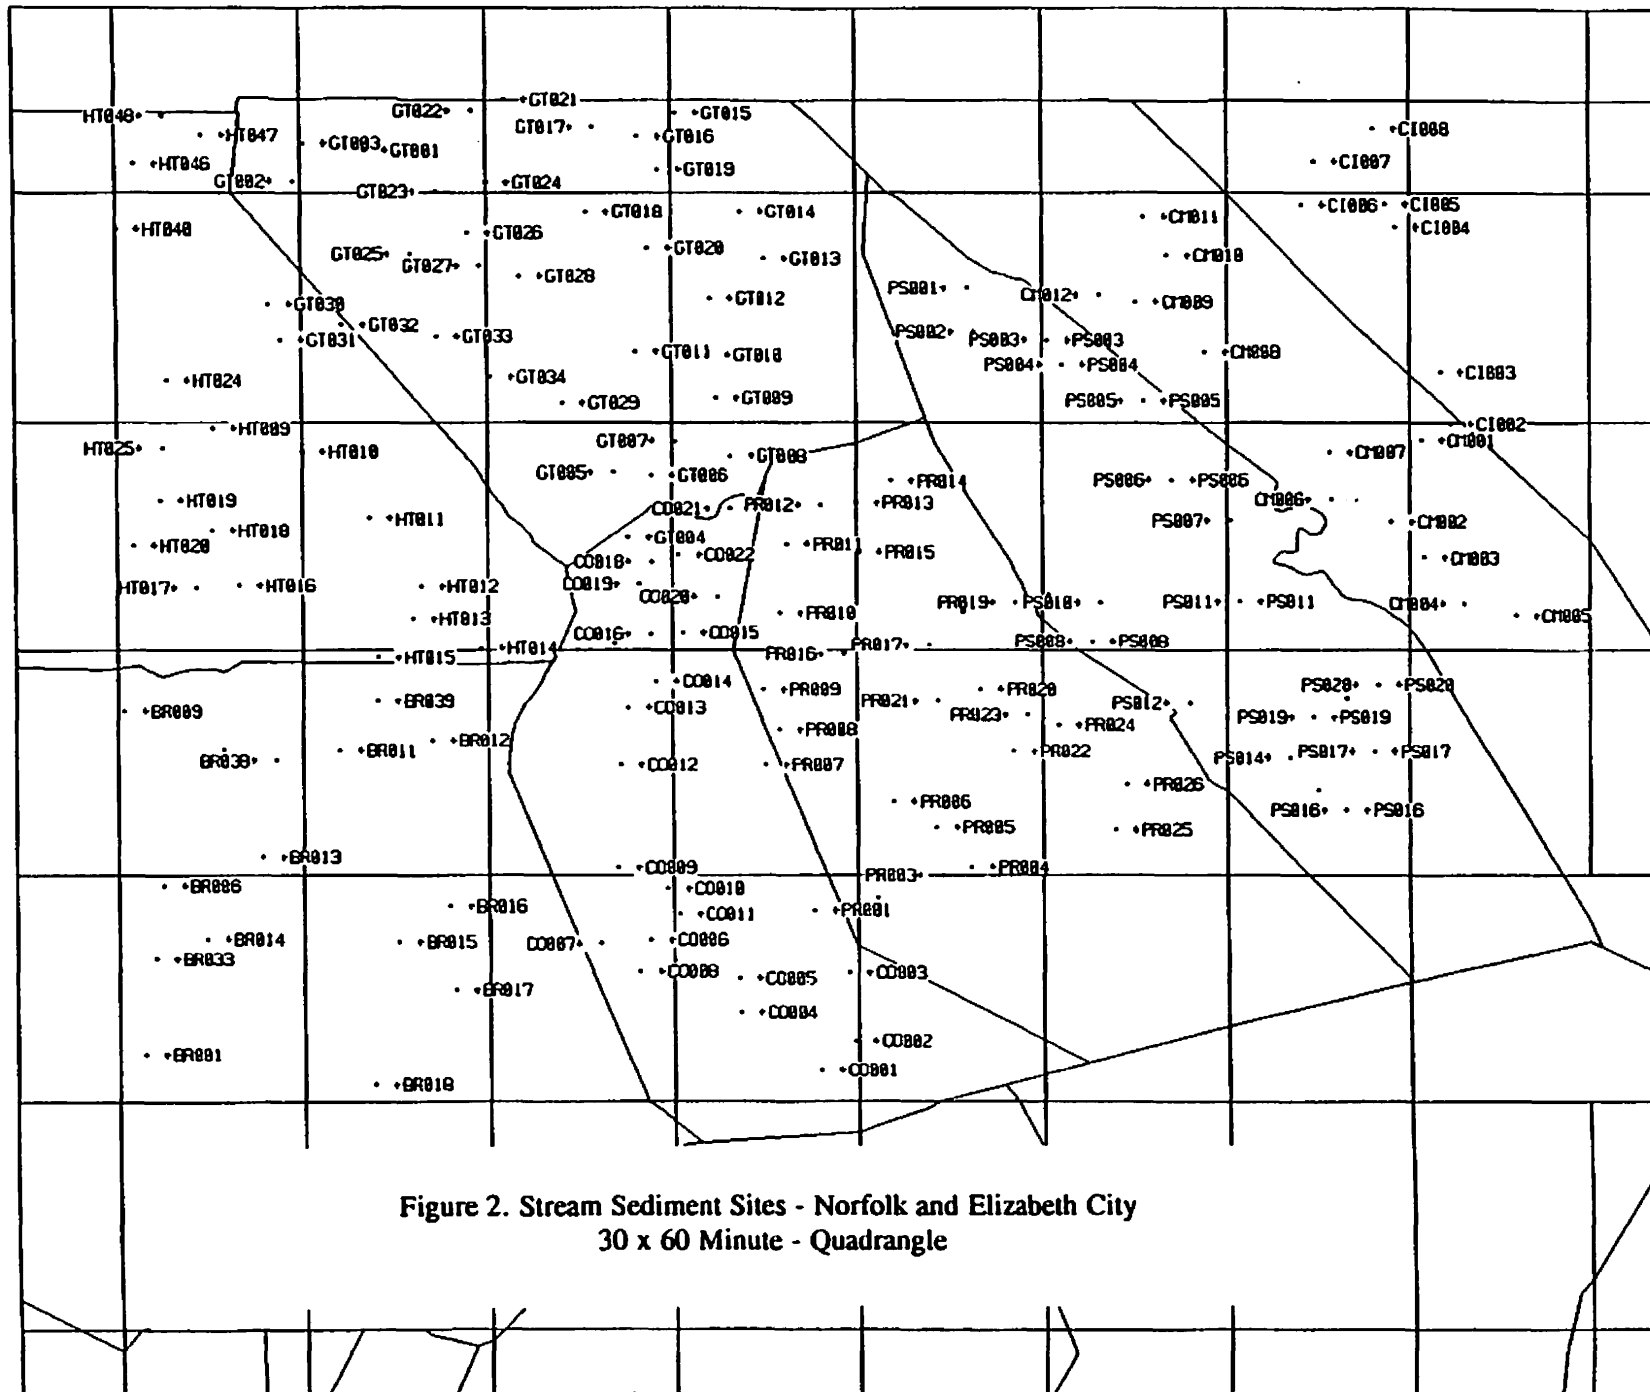 GT021
HT048 GT022 GT015
HT047 GT003 GT001 GT017 GT016 CI008
HT046 GT019 CI007
GT002 GT023 GT024
GT018 GT014 CM011 CI006 CI005
HT040 GT026 CI004
GT025 GT020 CM010
GT027 GT028 GT013
PS001 CM012
GT030 GT012 CM009
GT032 PS002
GT031 GT033 PS003 PS003
GT011 GT010 CM008
PS004 PS004
HT024 GT034 CI003
GT029 GT009 PS005 PS005
HT009 CI002
HT025 HT010 GT007 GT008 CM007 CM001
GT005 GT006 PR014 PS006 PS006
HT019 CO021 PR012 PR013 CM006
HT018 HT011 PS007 CM002
HT020 GT004 PR011
CO018 CO022 PR015 CM003
HT017 HT016 HT012 CO019
CO020 PR019 PS010 PS011 PS011 CM004
HT013 PR010 CM005
CO016 CO015
HT014 PR017 PS008 PS008
HT015 PR016
CO014 PR009 PR020 PS020 PS020
BR009 BR039 CO013 PR021 PS012
PR023 PS019 PS019
BR012 PR008 PR024
BR038 BR011 PR022 PS014 PS017 PS017
CO012 PR007
PR006 PR026
PR005 PR025 PS016 PS016
BR013 CO009 PR003 PR004
BR006 CO010
BR016 CO011 PR001
BR014 BR015 CO007 CO006
BR033 CO008 CO005 CO003
BR017
CO004
BR001 CO002
BR018 CO001
Figure 2. Stream Sediment Sites - Norfolk and Elizabeth City
30 x 60 Minute - Quadrangle